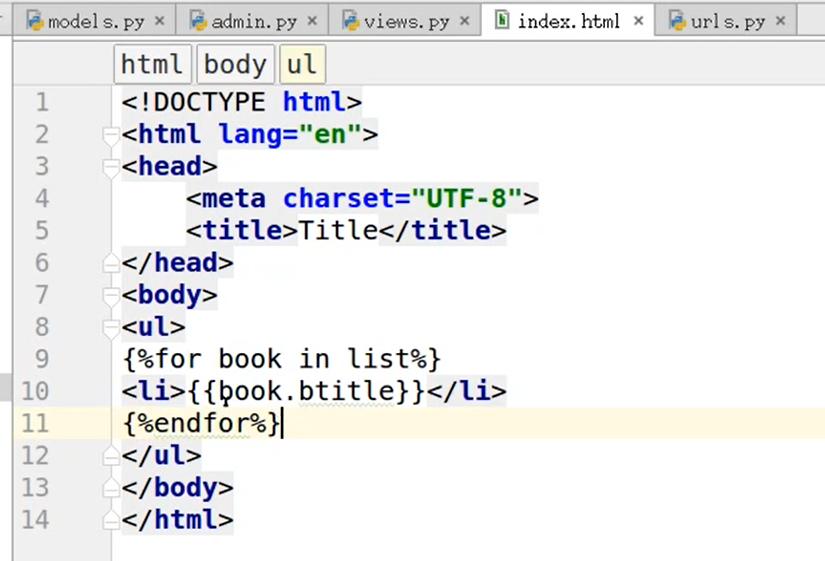 models.py × admin.py × views.py × index.html × urls.py ×
html body ul
1 <!DOCTYPE html>
2 <html lang="en">
3 <head>
4 <meta charset="UTF-8">
5 <title>Title</title>
6 </head>
7 <body>
8 <ul>
9 {%for book in list%}
10 <li>{{book.btitle}}</li>
11 {%endfor%}
12 </ul>
13 </body>
14 </html>